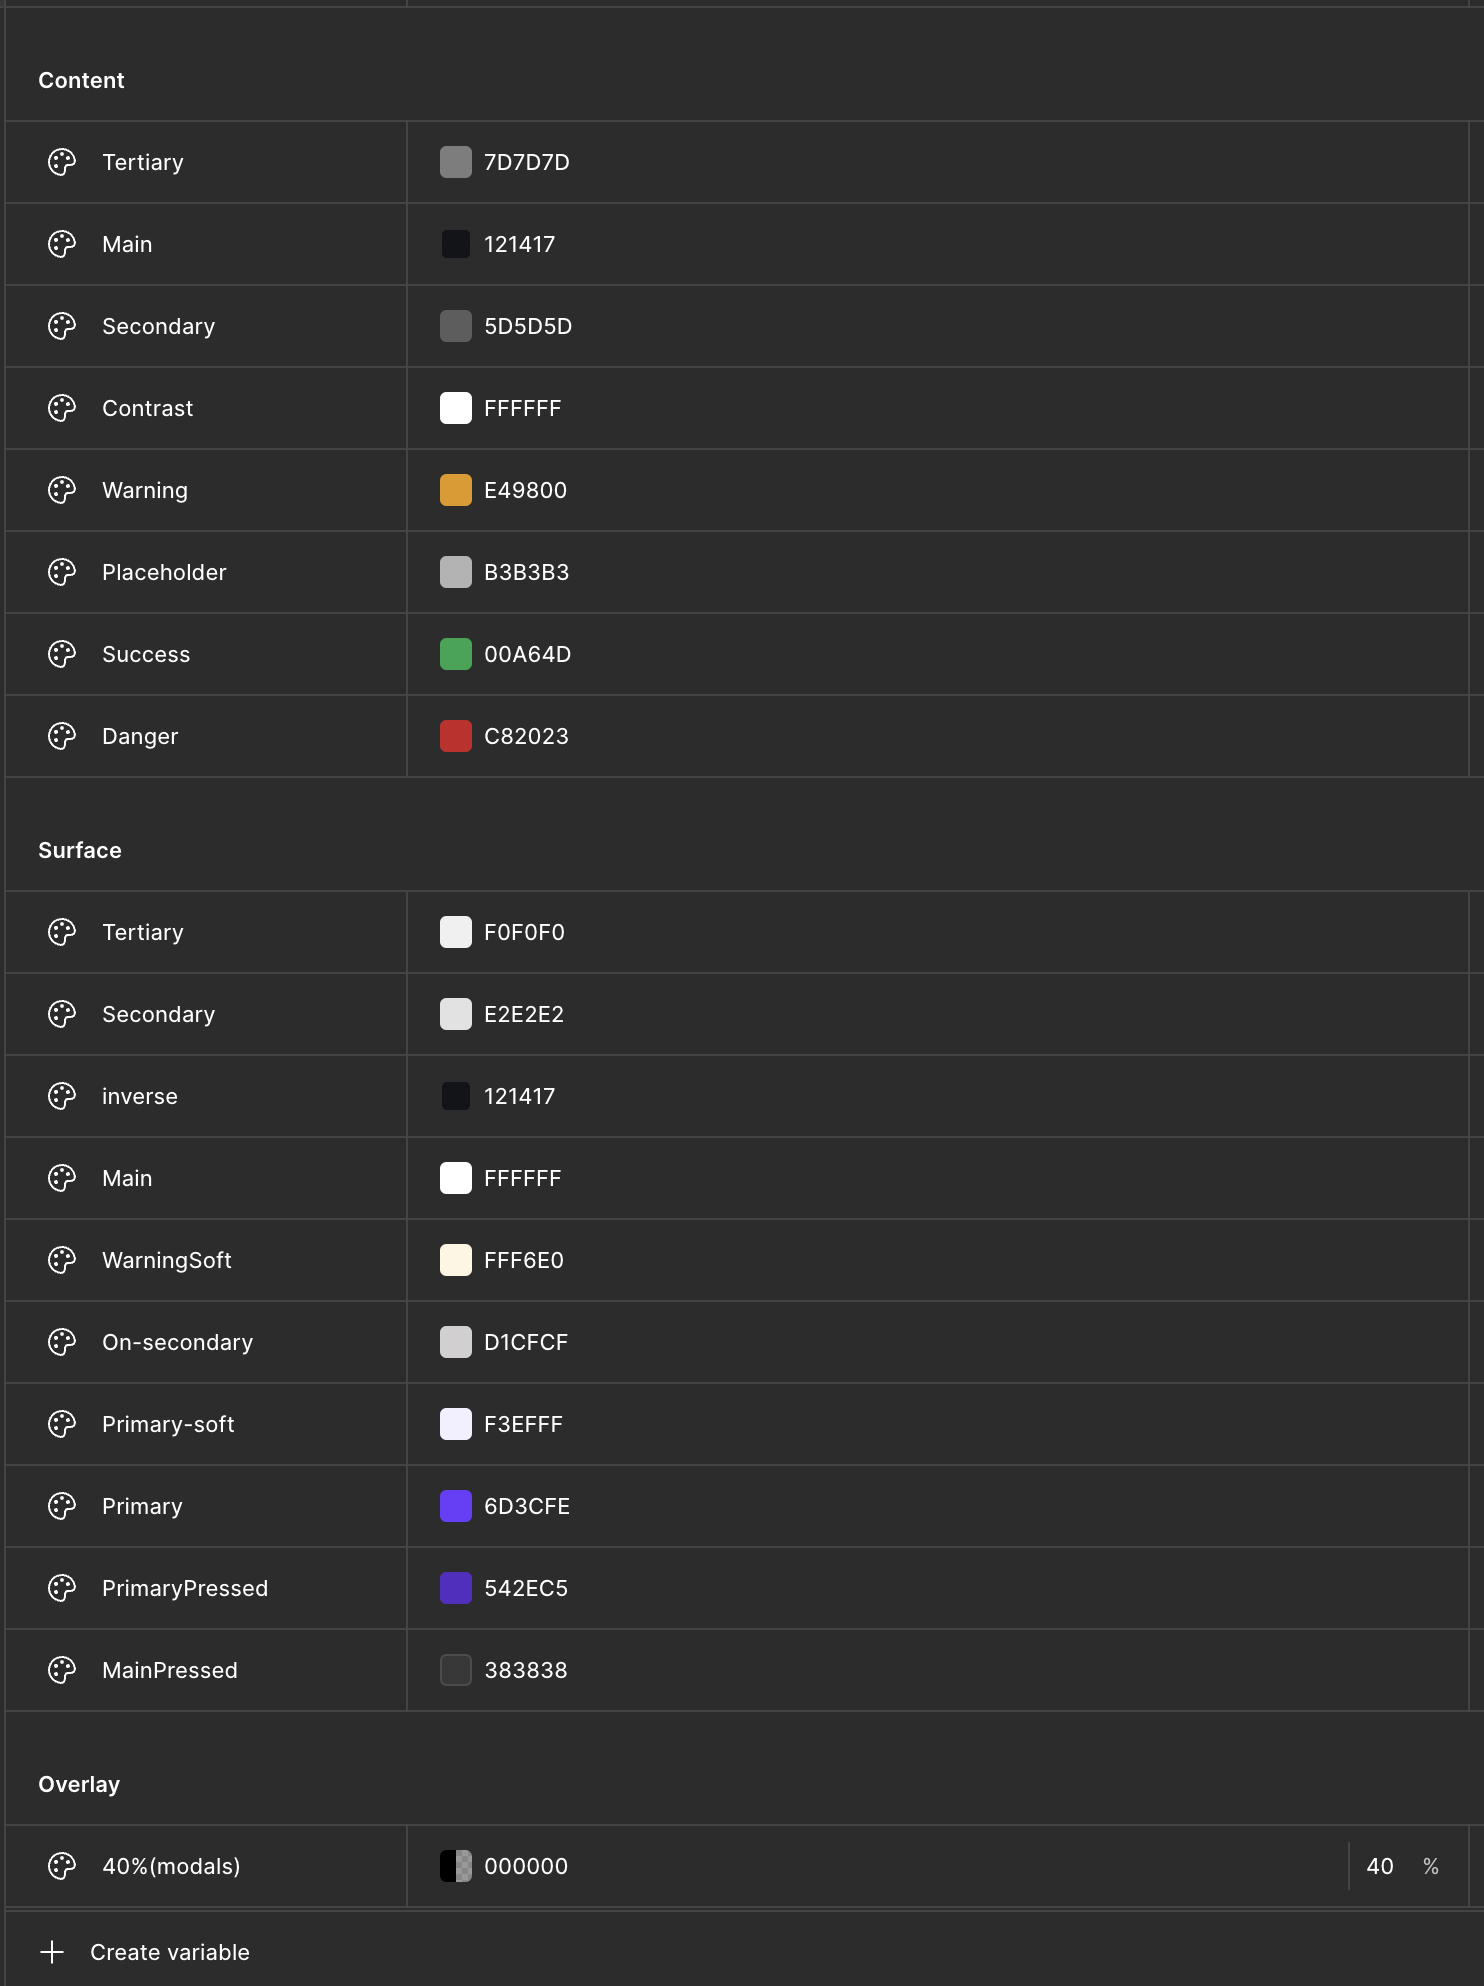 Content
Tertiary 7D7D7D
Main 121417
Secondary 5D5D5D
Contrast FFFFFF
Warning E49800
Placeholder B3B3B3
Success 00A64D
Danger C82023
Surface
Tertiary F0F0F0
Secondary E2E2E2
inverse 121417
Main FFFFFF
WarningSoft FFF6E0
On-secondary D1CFCF
Primary-soft F3EFFF
Primary 6D3CFE
PrimaryPressed 542EC5
MainPressed 383838
Overlay
40%(modals) 000000 40 %
Create variable